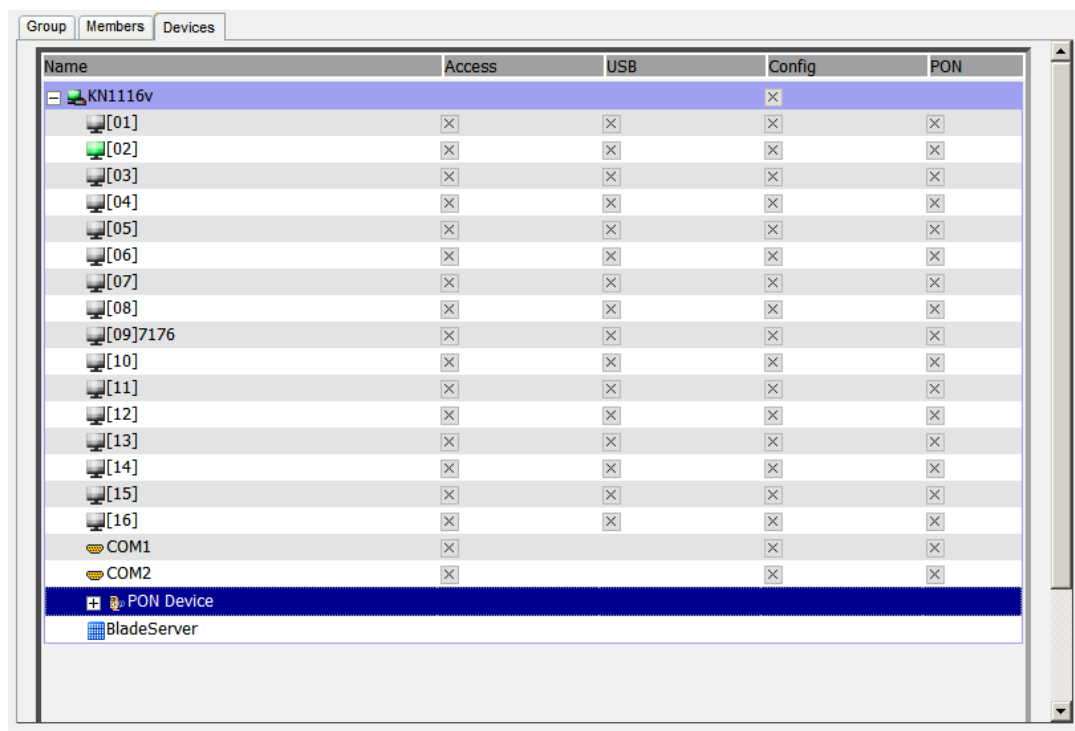 Group Members Devices
Name Access USB Config PON
KN1116v
[01]
[02]
[03]
[04]
[05]
[06]
[07]
[08]
[09]7176
[10]
[11]
[12]
[13]
[14]
[15]
[16]
COM1
COM2
PON Device
BladeServer